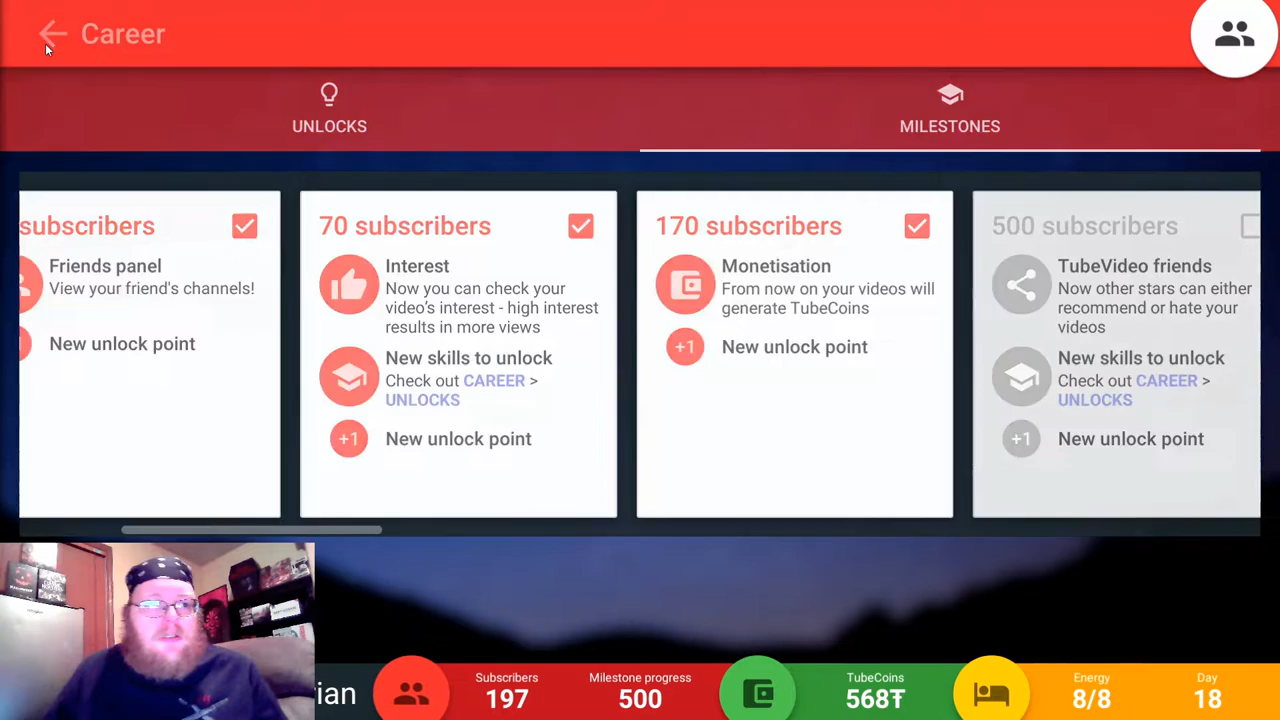 Career
UNLOCKS
MILESTONES
subscribers
Friends panel
View your friend's channels!
New unlock point
70 subscribers
Interest
Now you can check your
video's interest - high interest
results in more views
New skills to unlock
Check out CAREER >
UNLOCKS
+1 New unlock point
170 subscribers
Monetisation
From now on your videos will
generate TubeCoins
+1 New unlock point
500 subscribers
TubeVideo friends
Now other stars can either
recommend or hate your
videos
New skills to unlock
Check out CAREER >
UNLOCKS
+1 New unlock point
ian
Subscribers
197
Milestone progress
500
TubeCoins
568Ŧ
Energy
8/8
Day
18